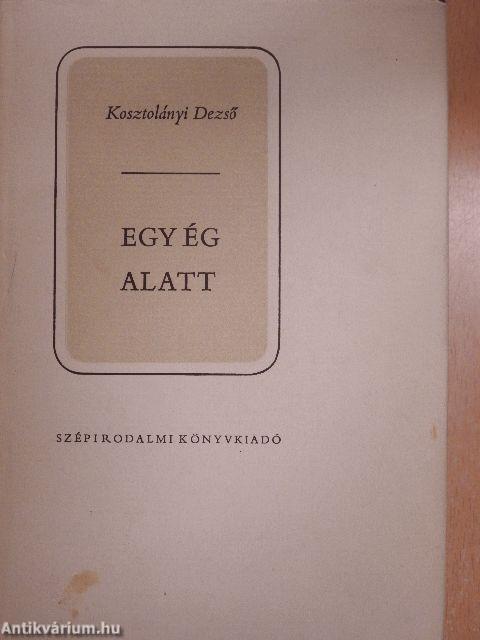 Kosztolányi Dezső
EGY ÉG
ALATT
SZÉPIRODALMI KÖNYVKIADÓ
Antikvárium.hu